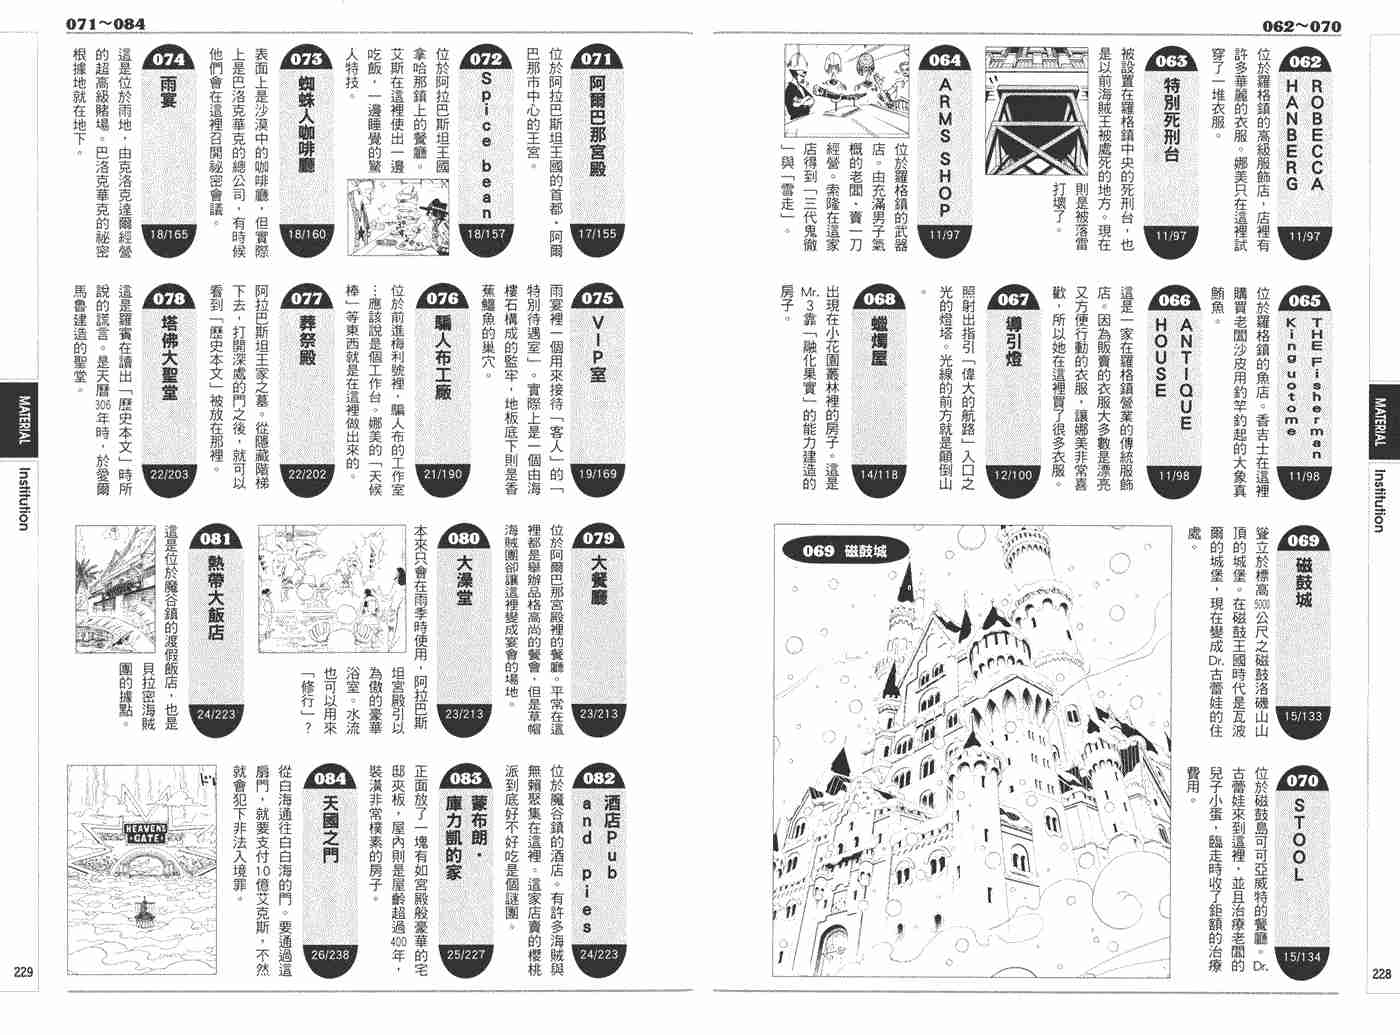 062～070
062
ROBECCA
HANBERG
11/97
位於羅格鎮的高級服飾店，店裡有
許多華麗的衣服。娜美只在這裡試
穿了一堆衣服。
063
特別死刑台
11/97
被設置在羅格鎮中央的死刑台，也
是以前海賊王被處死的地方。現在
則是被落雷
打壞了。
064
ARMS SHOP
11/97
位於羅格鎮的武器
店。由充滿男子氣
概的老闆·賣一刀
經營。索隆在這家
店得到「三代鬼徹
」與「雪走」。
065
THE Fisherman
King uotome
11/98
位於羅格鎮的魚店。香吉士在這裡
購買老闆沙皮用釣竿釣起的大象真
鮪魚。
066
ANTIQUE
HOUSE
11/98
這是一家在羅格鎮營業的傳統服飾
店。因為販賣的衣服大多數是漂亮
又方便行動的衣服，讓娜美非常喜
歡，所以她在這裡買了很多衣服。
067
導引燈
12/100
照射出指引「偉大的航路」入口之
光的燈塔。光線的前方就是顛倒山
。
068
蠟燭屋
14/118
出現在小花園叢林裡的房子。這是
Mr.3靠「融化果實」的能力建造的
房子。
069
磁鼓城
15/133
聳立於標高5000公尺之磁鼓洛磯山山
頂的城堡。在磁鼓王國時代是瓦波
爾的城堡，現在變成Dr.古蕾娃的住
處。
069 磁鼓城
070
STOOL
15/134
位於磁鼓島可可亞威特的餐廳。Dr.
古蕾娃來到這裡，並且治療老闆的
兒子小蛋，臨走時收了鉅額的治療
費用。
MATERIAL
Institution
228
071～084
071
阿爾巴那宮殿
17/155
位於阿拉巴斯坦王國的首都·阿爾
巴那市中心的王宮。
072
Spice bean
18/157
位於阿拉巴斯坦王國
拿哈那鎮上的餐廳。
艾斯在這裡使出一邊
吃飯，一邊睡覺的驚
人特技。
073
蜘蛛人咖啡廳
18/160
表面上是沙漠中的咖啡廳，但實際
上是巴洛克華克的總公司，有時候
他們會在這裡召開祕密會議。
074
雨宴
18/165
這是位於雨地，由克洛克達爾經營
的超高級賭場。巴洛克華克的祕密
根據地就在地下。
075
VIP室
19/169
雨宴裡一個用來接待「客人」的「
特別待遇室」。實際上是一個由海
樓石構成的監牢，地板底下則是香
蕉鱷魚的巢穴。
076
騙人布工廠
21/190
位於前進梅利號裡，騙人布的工作室
…應該說是個工作台。娜美的「天候
棒」等東西就是在這裡做出來的。
077
葬祭殿
22/202
阿拉巴斯坦王家之墓。從隱藏階梯
下去，打開深處的門之後，就可以
看到「歷史本文」被放在那裡。
078
塔佛大聖堂
22/203
這是羅賓在讀出「歷史本文」時所
說的謊言。是天曆306年時，於愛爾
馬魯建造的聖堂。
079
大餐廳
23/213
位於阿爾巴那宮殿裡的餐廳。平常在這
裡都是舉辦品格高尚的餐會，但是草帽
海賊團卻讓這裡變成宴會的場地。
080
大澡堂
23/213
本來只會在雨季時使用，阿拉巴斯
坦宮殿引以
為傲的豪華
浴室。水流
也可以用來
「修行」？
081
熱帶大飯店
24/223
這是位於魔谷鎮的渡假飯店，也是
貝拉密海賊
團的據點。
082
酒店Pub
and pies
24/223
位於魔谷鎮的酒店。有許多海賊與
無賴聚集在這裡。這家店賣的櫻桃
派到底好不好吃是個謎團。
083
蒙布朗·
庫力凱的家
25/227
正面放了一塊有如宮殿般豪華的宅
邸夾板，屋內則是屋齡超過400年，
裝潢非常樸素的房子。
084
天國之門
26/238
從白海通往白白海的門。要通過這
扇門，就要支付10億艾克斯，不然
就會犯下非法入境罪。
HEAVEN'S
GATE
MATERIAL
Institution
229